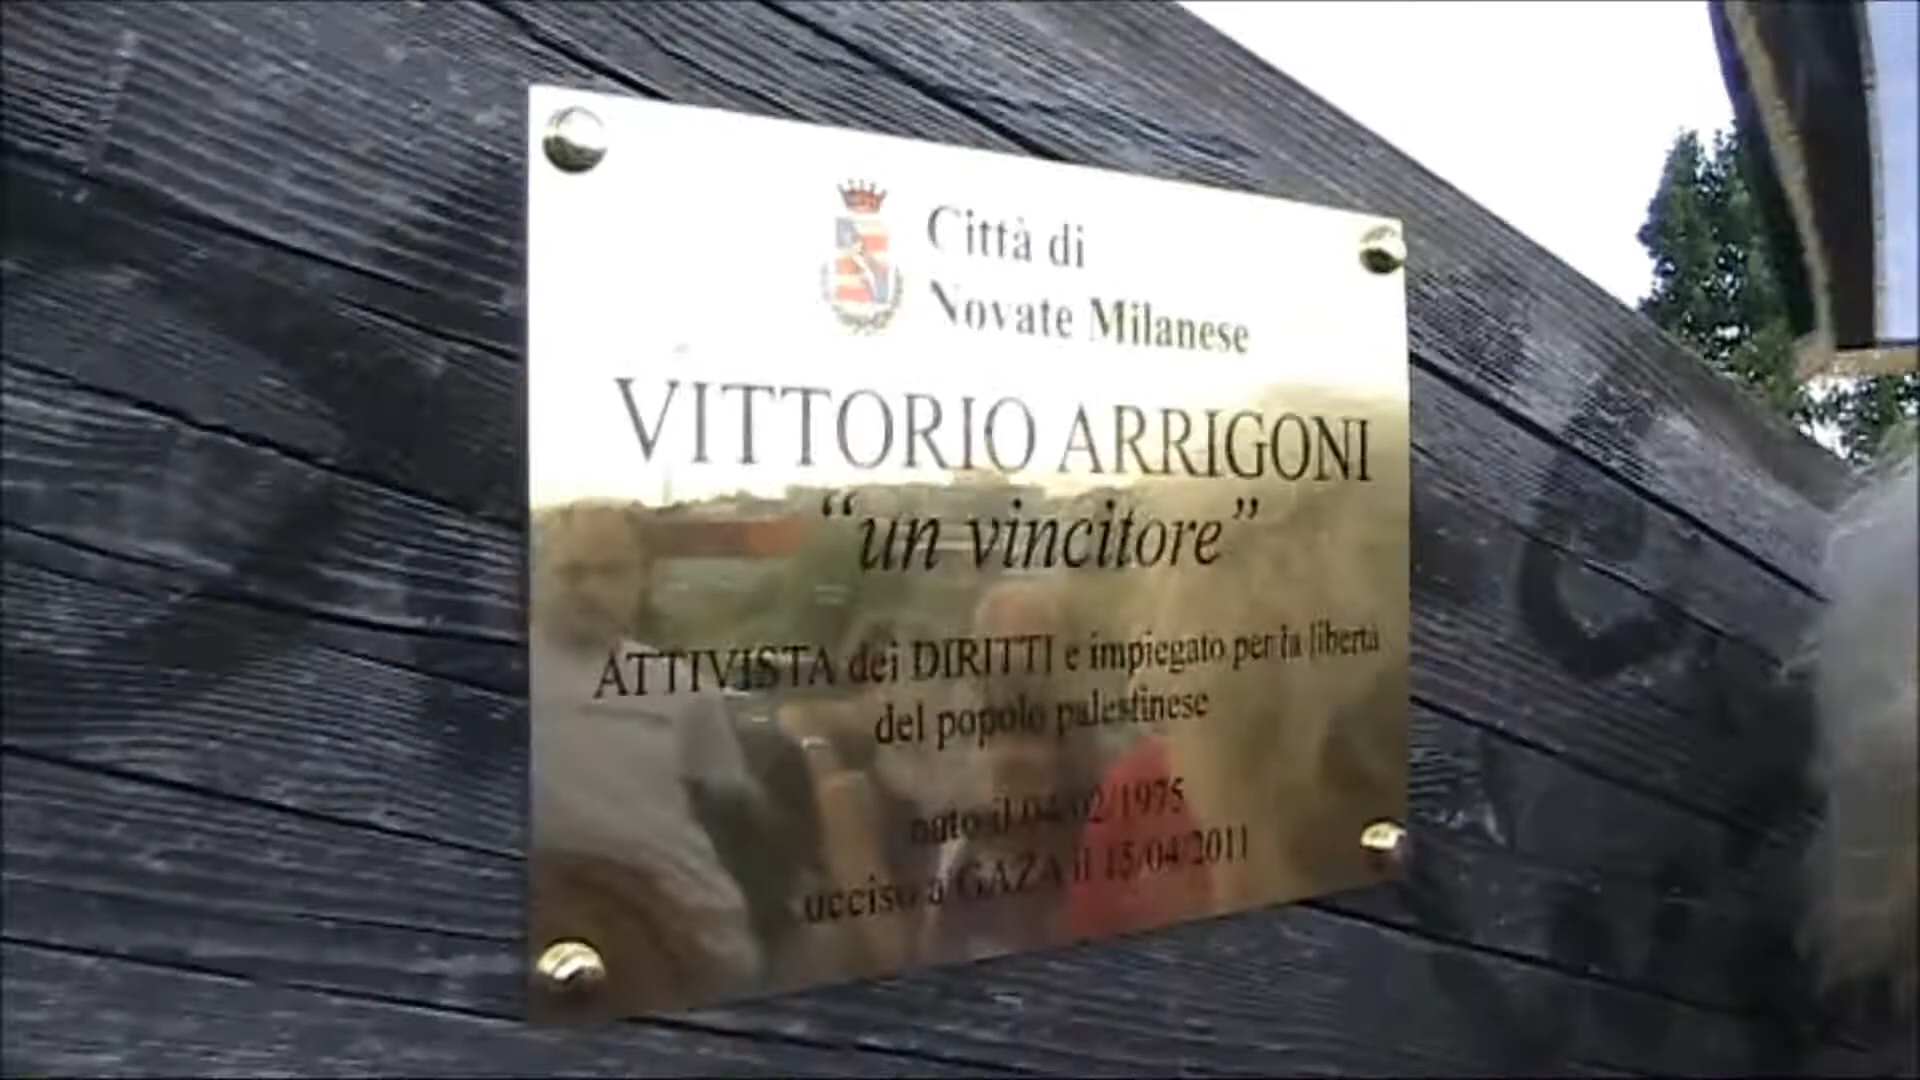 Città di
Novate Milanese
VITTORIO ARRIGONI
“un vincitore”
ATTIVISTA dei DIRITTI e impiegato per la libertà
del popolo palestinese
nato il 04/02/1975
ucciso a GAZA il 15/04/2011